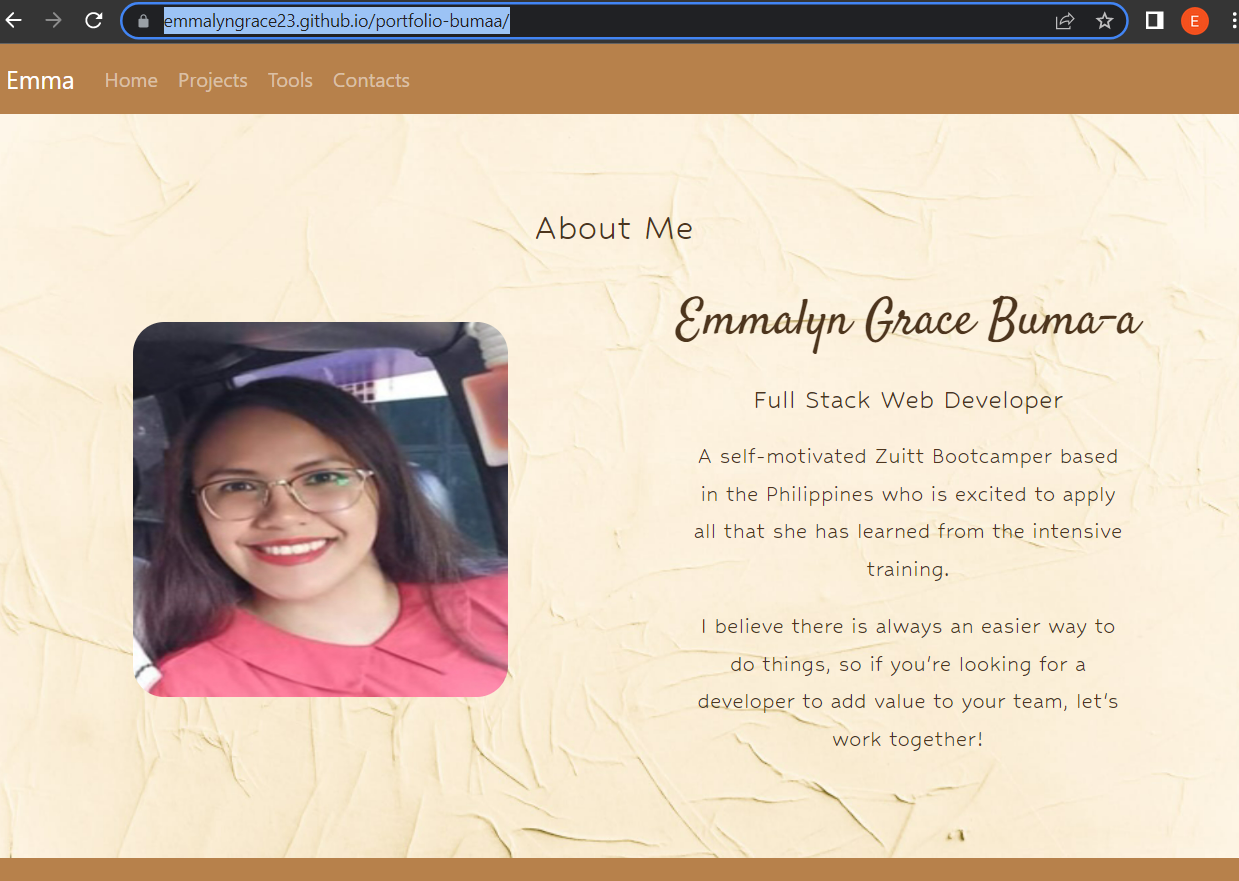 emmalyngrace23.github.io/portfolio-bumaa/
E
Emma Home Projects Tools Contacts
About Me
Emmalyn Grace Buma-a
Full Stack Web Developer
A self-motivated Zuitt Bootcamper based
in the Philippines who is excited to apply
all that she has learned from the intensive
training.
I believe there is always an easier way to
do things, so if you’re looking for a
developer to add value to your team, let’s
work together!